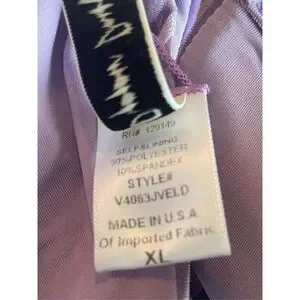 RN# 129149
SELF&LINING
90%POLYESTER
10%SPANDEX
STYLE#
V4063JVELD
MADE IN U.S.A.
Of Imported Fabric
XL